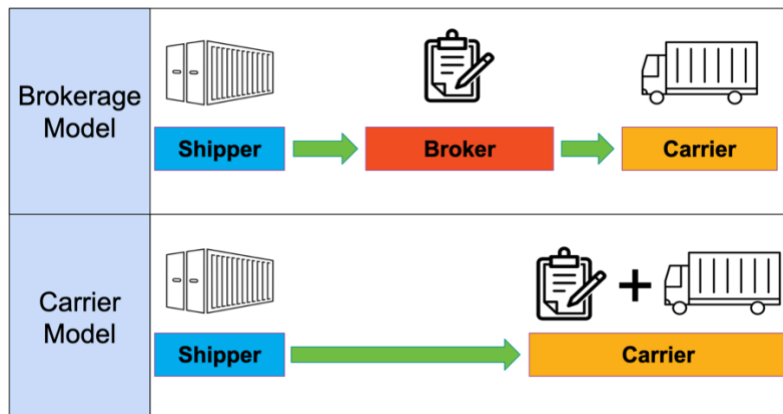 Brokerage
Model
Shipper
Broker
Carrier
Carrier
Model
Shipper
+
Carrier